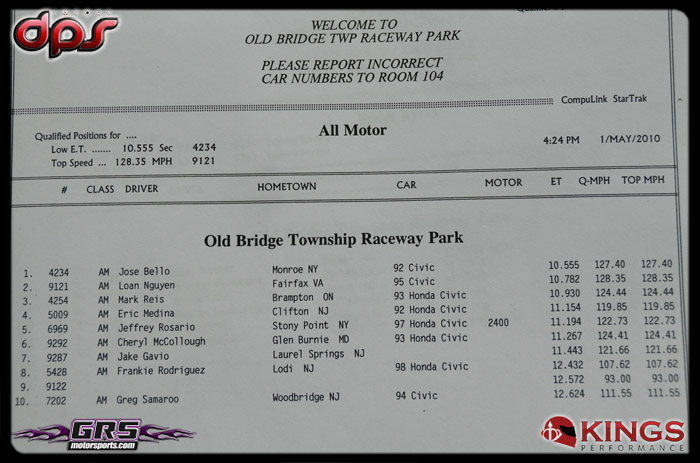 dps
WELCOME TO
OLD BRIDGE TWP RACEWAY PARK
PLEASE REPORT INCORRECT
CAR NUMBERS TO ROOM 104
CompuLink StarTrak
All Motor
Qualified Positions for ....
4:24 PM 1/MAY/2010
Low E.T. ....... 10.555 Sec 4234
Top Speed ... 128.35 MPH 9121
# CLASS DRIVER HOMETOWN CAR MOTOR ET Q-MPH TOP MPH
Old Bridge Township Raceway Park
1. 4234 AM Jose Bello Monroe NY 92 Civic 10.555 127.40 127.40
2. 9121 AM Loan Nguyen Fairfax VA 95 Civic 10.782 128.35 128.35
3. 4254 AM Mark Reis Brampton ON 93 Honda Civic 10.930 124.44 124.44
4. 5009 AM Eric Medina Clifton NJ 92 Honda Civic 11.154 119.85 119.85
5. 6969 AM Jeffrey Rosario Stony Point NY 97 Honda Civic 2400 11.194 122.73 122.73
6. 9292 AM Cheryl McCollough Glen Burnie MD 93 Honda Civic 11.267 124.41 124.41
7. 9287 AM Jake Gavio Laurel Springs NJ 11.443 121.66 121.66
8. 5428 AM Frankie Rodriguez Lodi NJ 98 Honda Civic 12.432 107.62 107.62
9. 9122 12.572 93.00 93.00
10. 7202 AM Greg Samaroo Woodbridge NJ 94 Civic 12.624 111.55 111.55
GRS
motorsports.com
KINGS
PERFORMANCE